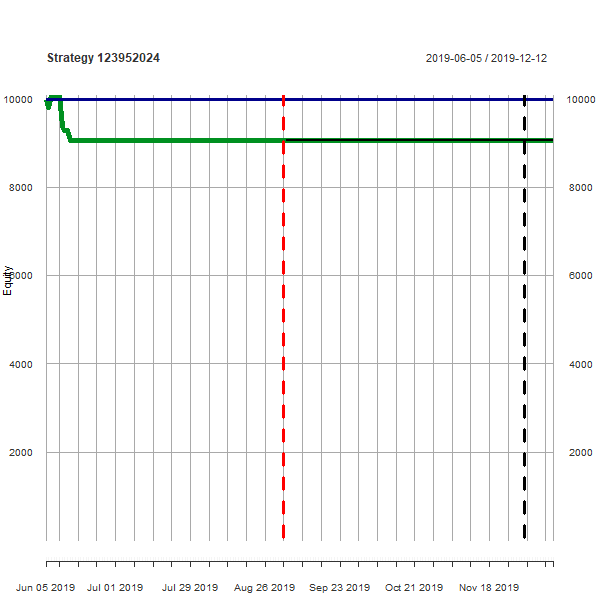 Strategy 123952024
2019-06-05 / 2019-12-12
10000
10000
8000
8000
Equity
6000
6000
4000
4000
2000
2000
Jun 05 2019
Jul 01 2019
Jul 29 2019
Aug 26 2019
Sep 23 2019
Oct 21 2019
Nov 18 2019